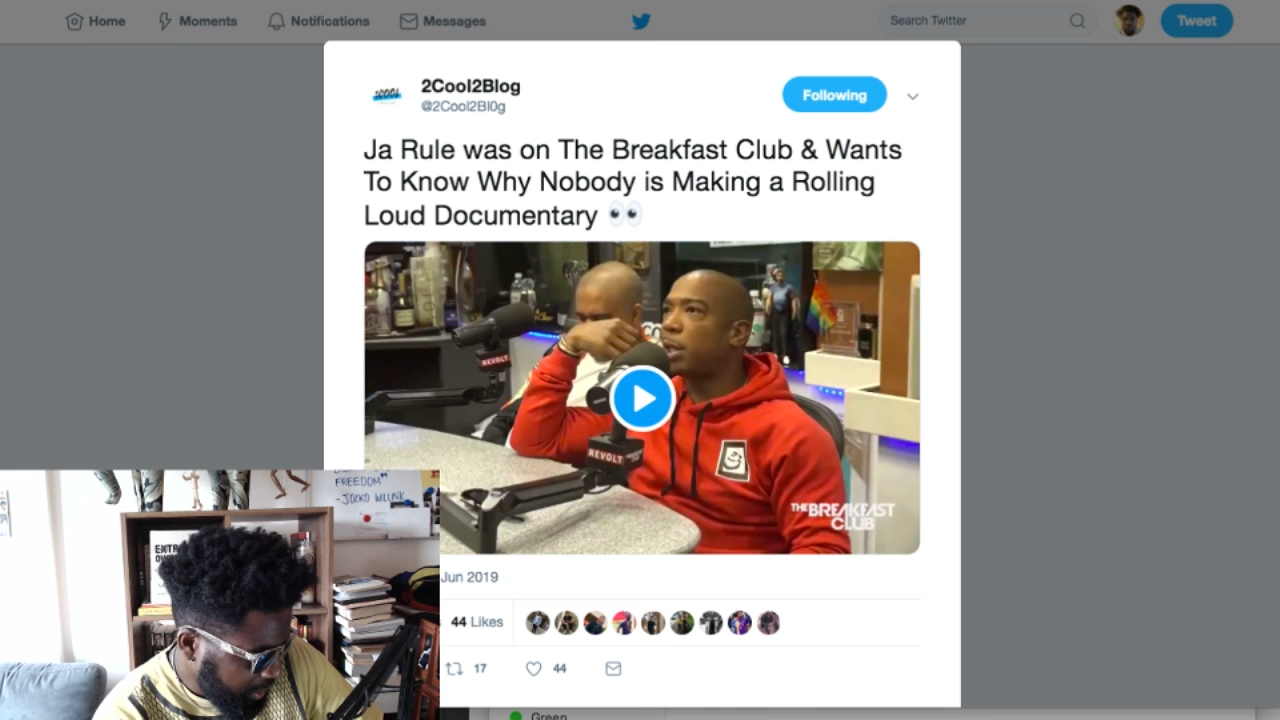 Home
Moments
Notifications
Messages
Search Twitter
Tweet
2Cool2Blog
@2Cool2Bl0g
Following
Ja Rule was on The Breakfast Club & Wants
To Know Why Nobody is Making a Rolling
Loud Documentary 👀
REVOLT
REVOLT
THE BREAKFAST
CLUB
Jun 2019
44 Likes
17
44
FREEDOM"
-JOCKO WILLINK
Green